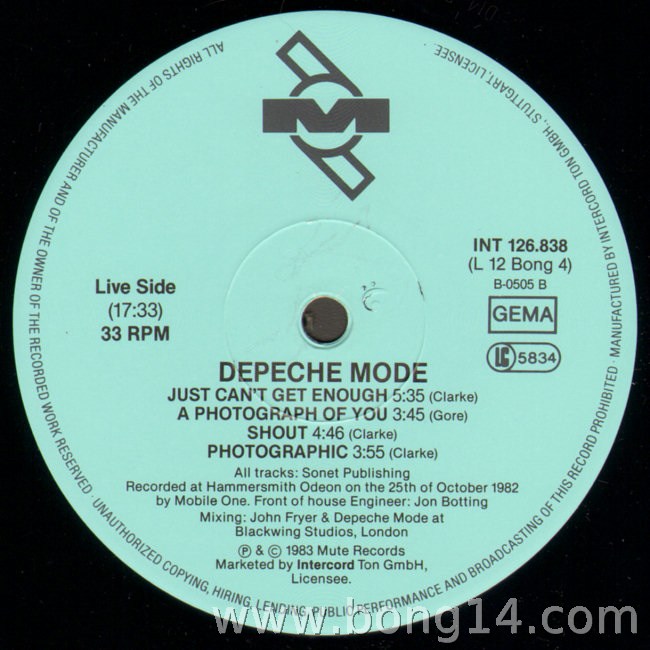 ALL RIGHTS OF THE MANUFACTURER AND OF THE OWNER OF THE RECORDED WORK RESERVED · UNAUTHORIZED COPYING, HIRING, LENDING, PUBLIC PERFORMANCE AND BROADCASTING OF THIS RECORD PROHIBITED · MANUFACTURED BY INTERCORD TON GMBH., STUTTGART, LICENSEE
M
INT 126.838
(L 12 Bong 4)
B-0505 B
GEMA
LC 5834
Live Side
(17:33)
33 RPM
DEPECHE MODE
JUST CAN'T GET ENOUGH 5:35 (Clarke)
A PHOTOGRAPH OF YOU 3:45 (Gore)
SHOUT 4:46 (Clarke)
PHOTOGRAPHIC 3:55 (Clarke)
All tracks: Sonet Publishing
Recorded at Hammersmith Odeon on the 25th of October 1982
by Mobile One. Front of house Engineer: Jon Botting
Mixing: John Fryer & Depeche Mode at
Blackwing Studios, London
Ⓟ & © 1983 Mute Records
Marketed by Intercord Ton GmbH,
Licensee.
www.bong14.com